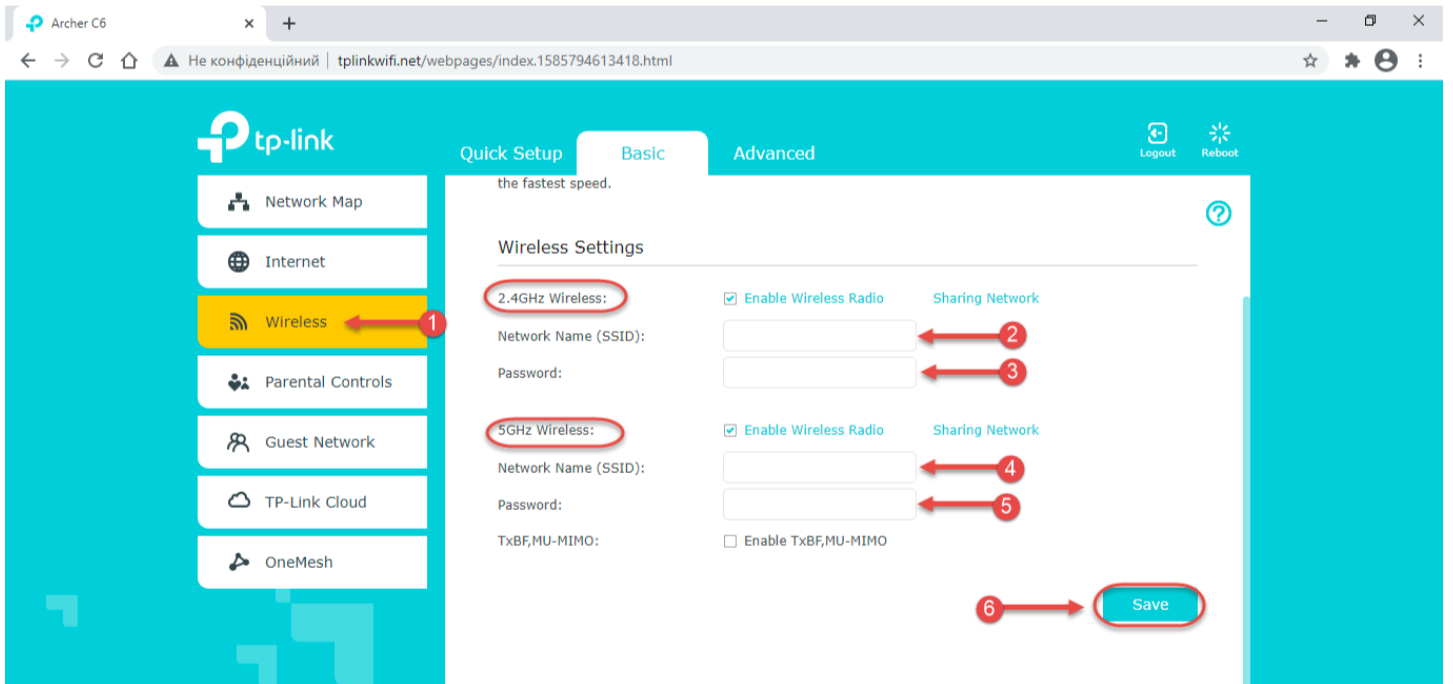 Archer C6
Не конфіденційний | tplinkwifi.net/webpages/index.1585794613418.html
tp-link
Quick Setup Basic Advanced
Logout Reboot
Network Map
Internet
Wireless 1
Parental Controls
Guest Network
TP-Link Cloud
OneMesh
the fastest speed.
?
Wireless Settings
2.4GHz Wireless: Enable Wireless Radio Sharing Network
Network Name (SSID): 2
Password: 3
5GHz Wireless: Enable Wireless Radio Sharing Network
Network Name (SSID): 4
Password: 5
TxBF,MU-MIMO: Enable TxBF,MU-MIMO
6 Save